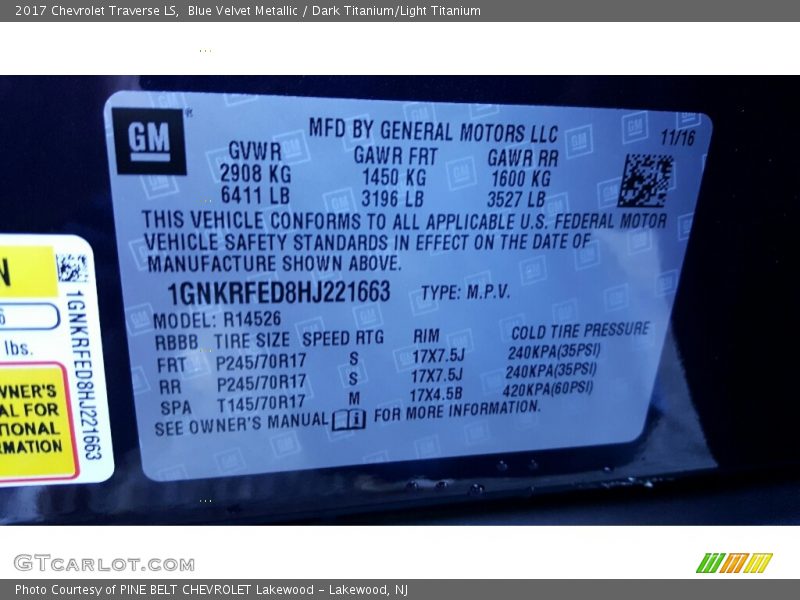 2017 Chevrolet Traverse LS, Blue Velvet Metallic / Dark Titanium/Light Titanium
GM
MFD BY GENERAL MOTORS LLC
11/16
GVWR GAWR FRT GAWR RR
2908 KG 1450 KG 1600 KG
6411 LB 3196 LB 3527 LB
THIS VEHICLE CONFORMS TO ALL APPLICABLE U.S. FEDERAL MOTOR
VEHICLE SAFETY STANDARDS IN EFFECT ON THE DATE OF
MANUFACTURE SHOWN ABOVE.
1GNKRFED8HJ221663 TYPE: M.P.V.
MODEL: R14526
RBBB TIRE SIZE SPEED RTG RIM COLD TIRE PRESSURE
FRT P245/70R17 S 17X7.5J 240KPA(35PSI)
RR P245/70R17 S 17X7.5J 240KPA(35PSI)
SPA T145/70R17 M 17X4.5B 420KPA(60PSI)
SEE OWNER'S MANUAL FOR MORE INFORMATION.
N
6
lbs.
WNER'S
AL FOR
TIONAL
RMATION
1GNKRFED8HJ221663
GTCARLOT.COM
Photo Courtesy of PINE BELT CHEVROLET Lakewood - Lakewood, NJ